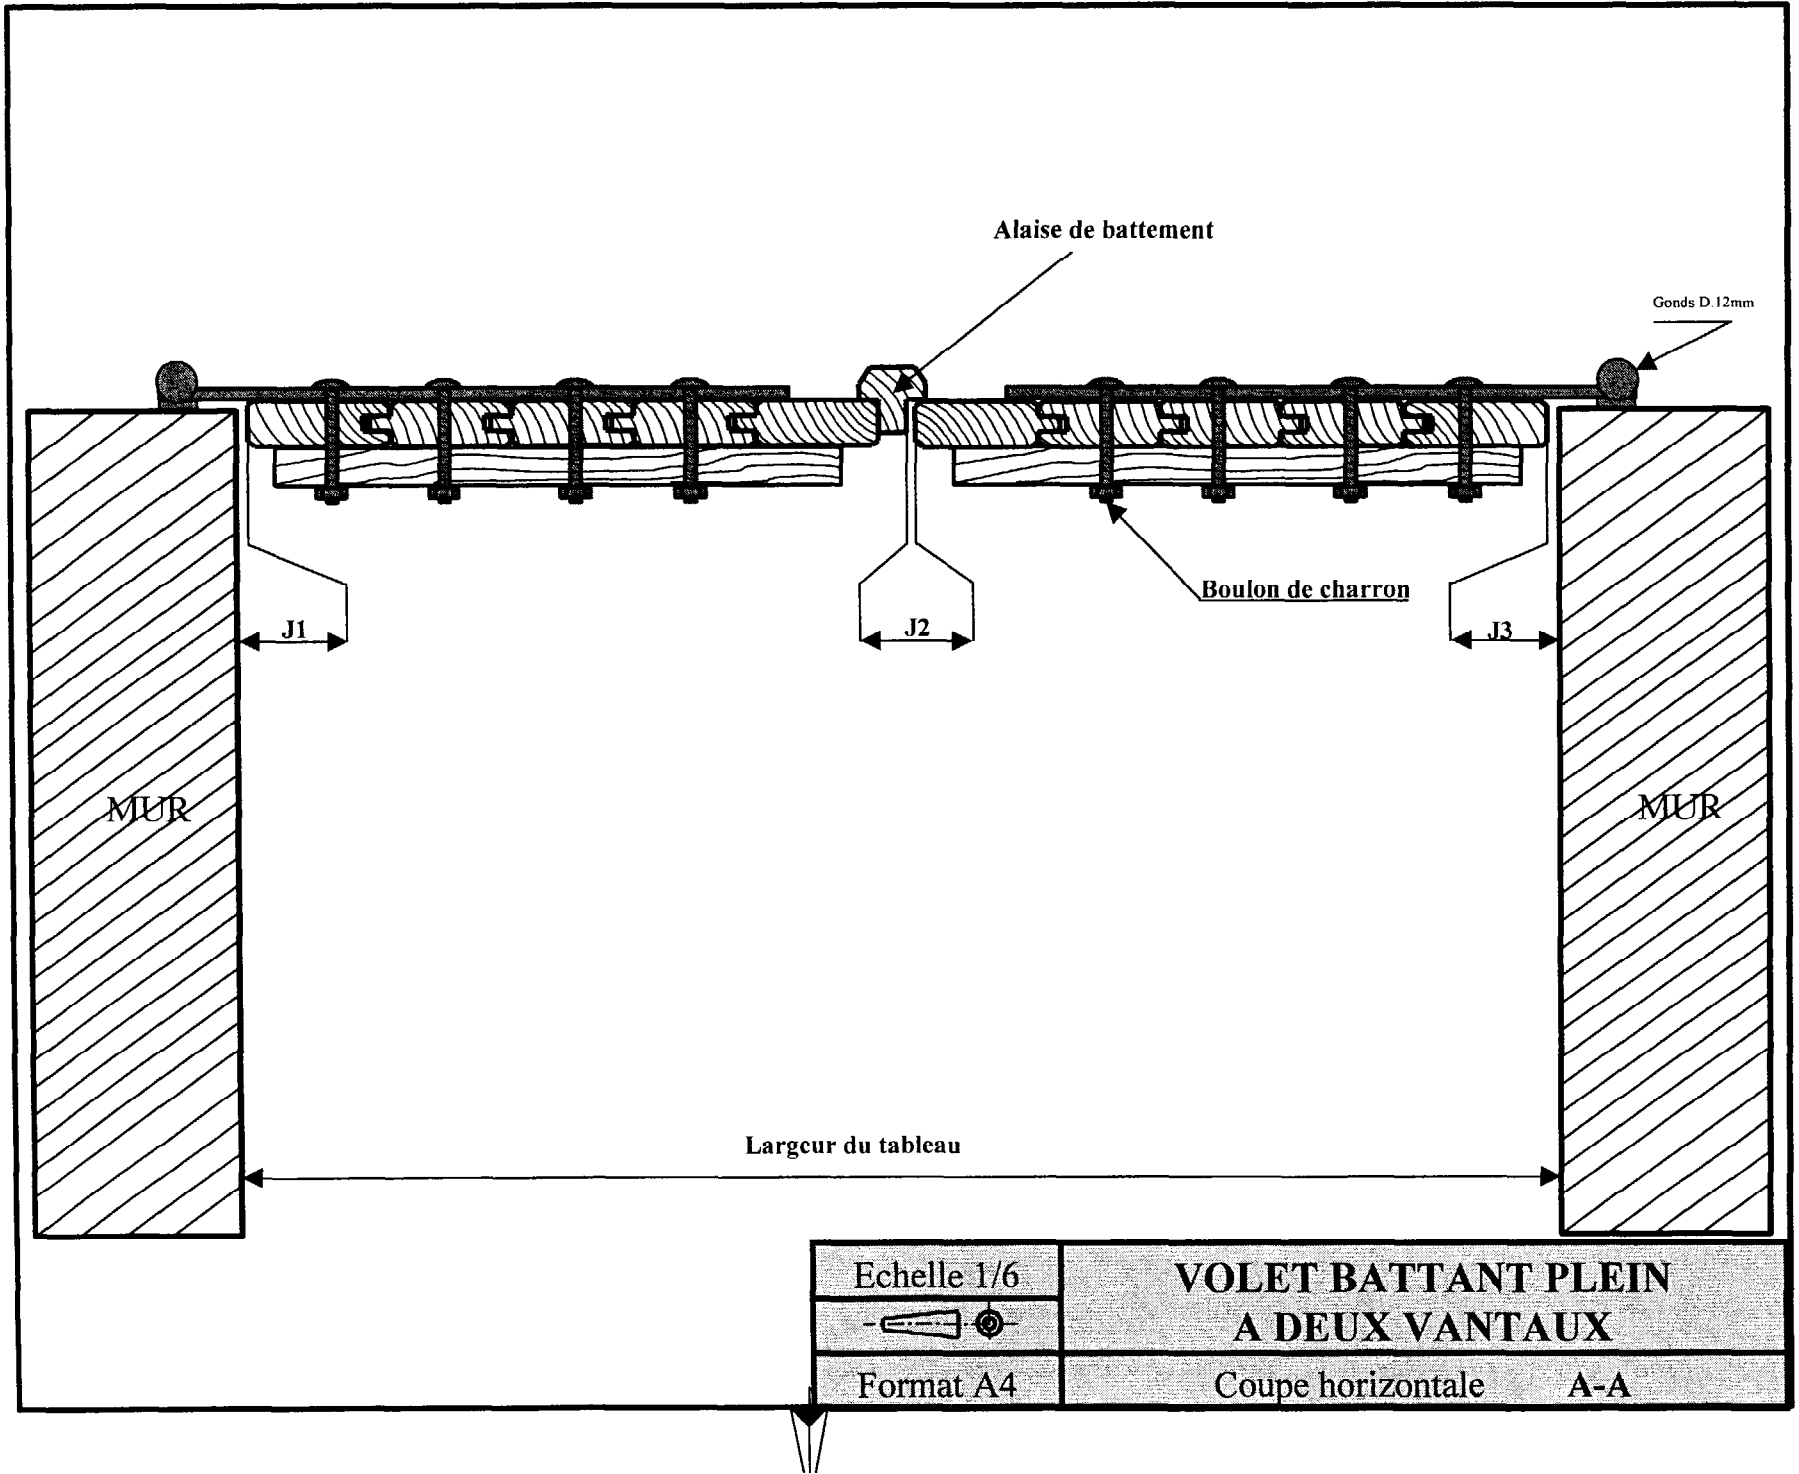 Alaise de battement
Gonds D.12mm
Boulon de charron
J1
J2
J3
MUR
MUR
Largeur du tableau
Echelle 1/6
VOLET BATTANT PLEIN
A DEUX VANTAUX
Format A4
Coupe horizontale A-A